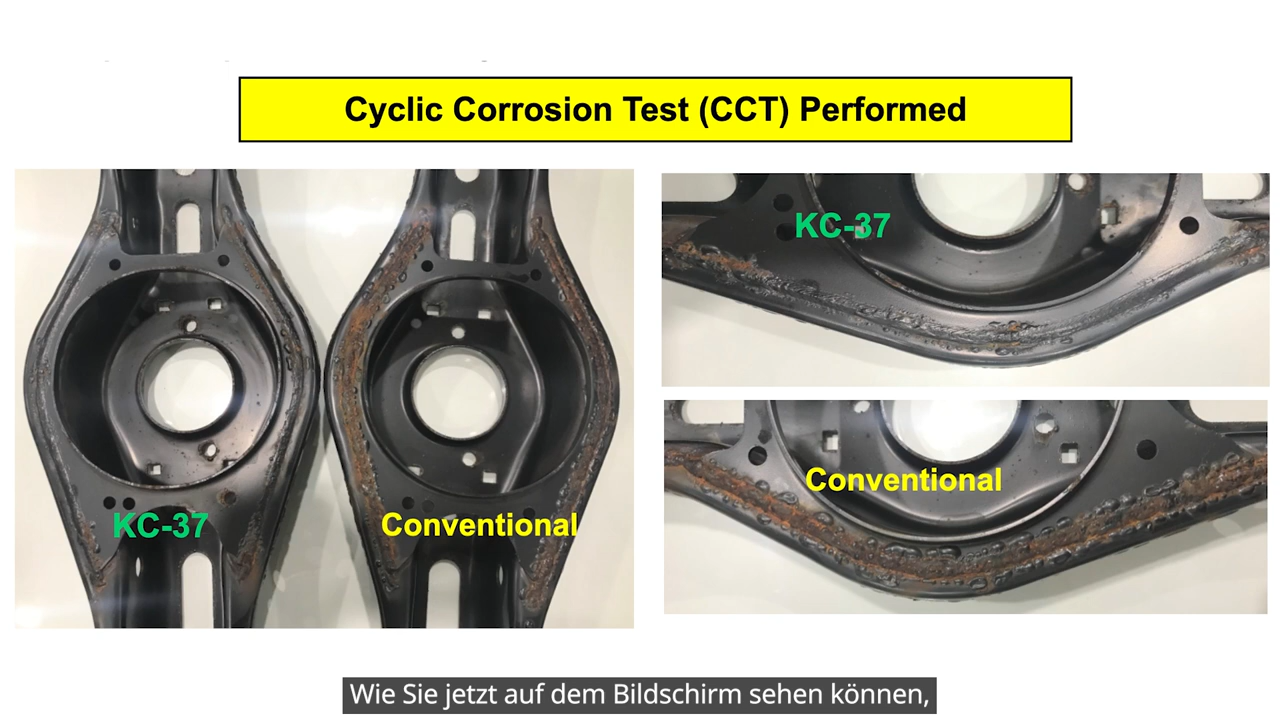 Cyclic Corrosion Test (CCT) Performed
KC-37
Conventional
KC-37
Conventional
Wie Sie jetzt auf dem Bildschirm sehen können,